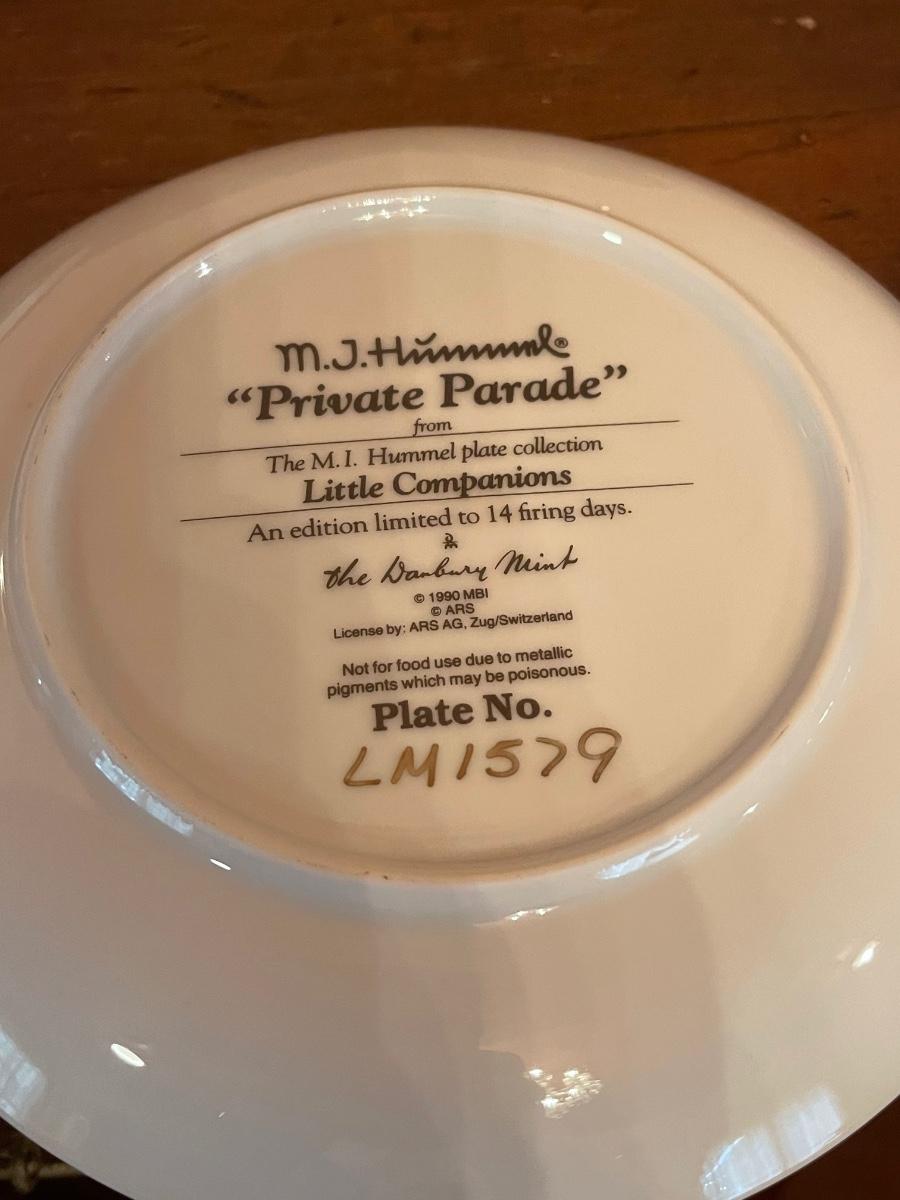 M.J.Hummel®
“Private Parade”
from
The M.I. Hummel plate collection
Little Companions
An edition limited to 14 firing days.
DM
the Danbury Mint
© 1990 MBI
© ARS
License by: ARS AG, Zug/Switzerland
Not for food use due to metallic
pigments which may be poisonous.
Plate No.
LM1579